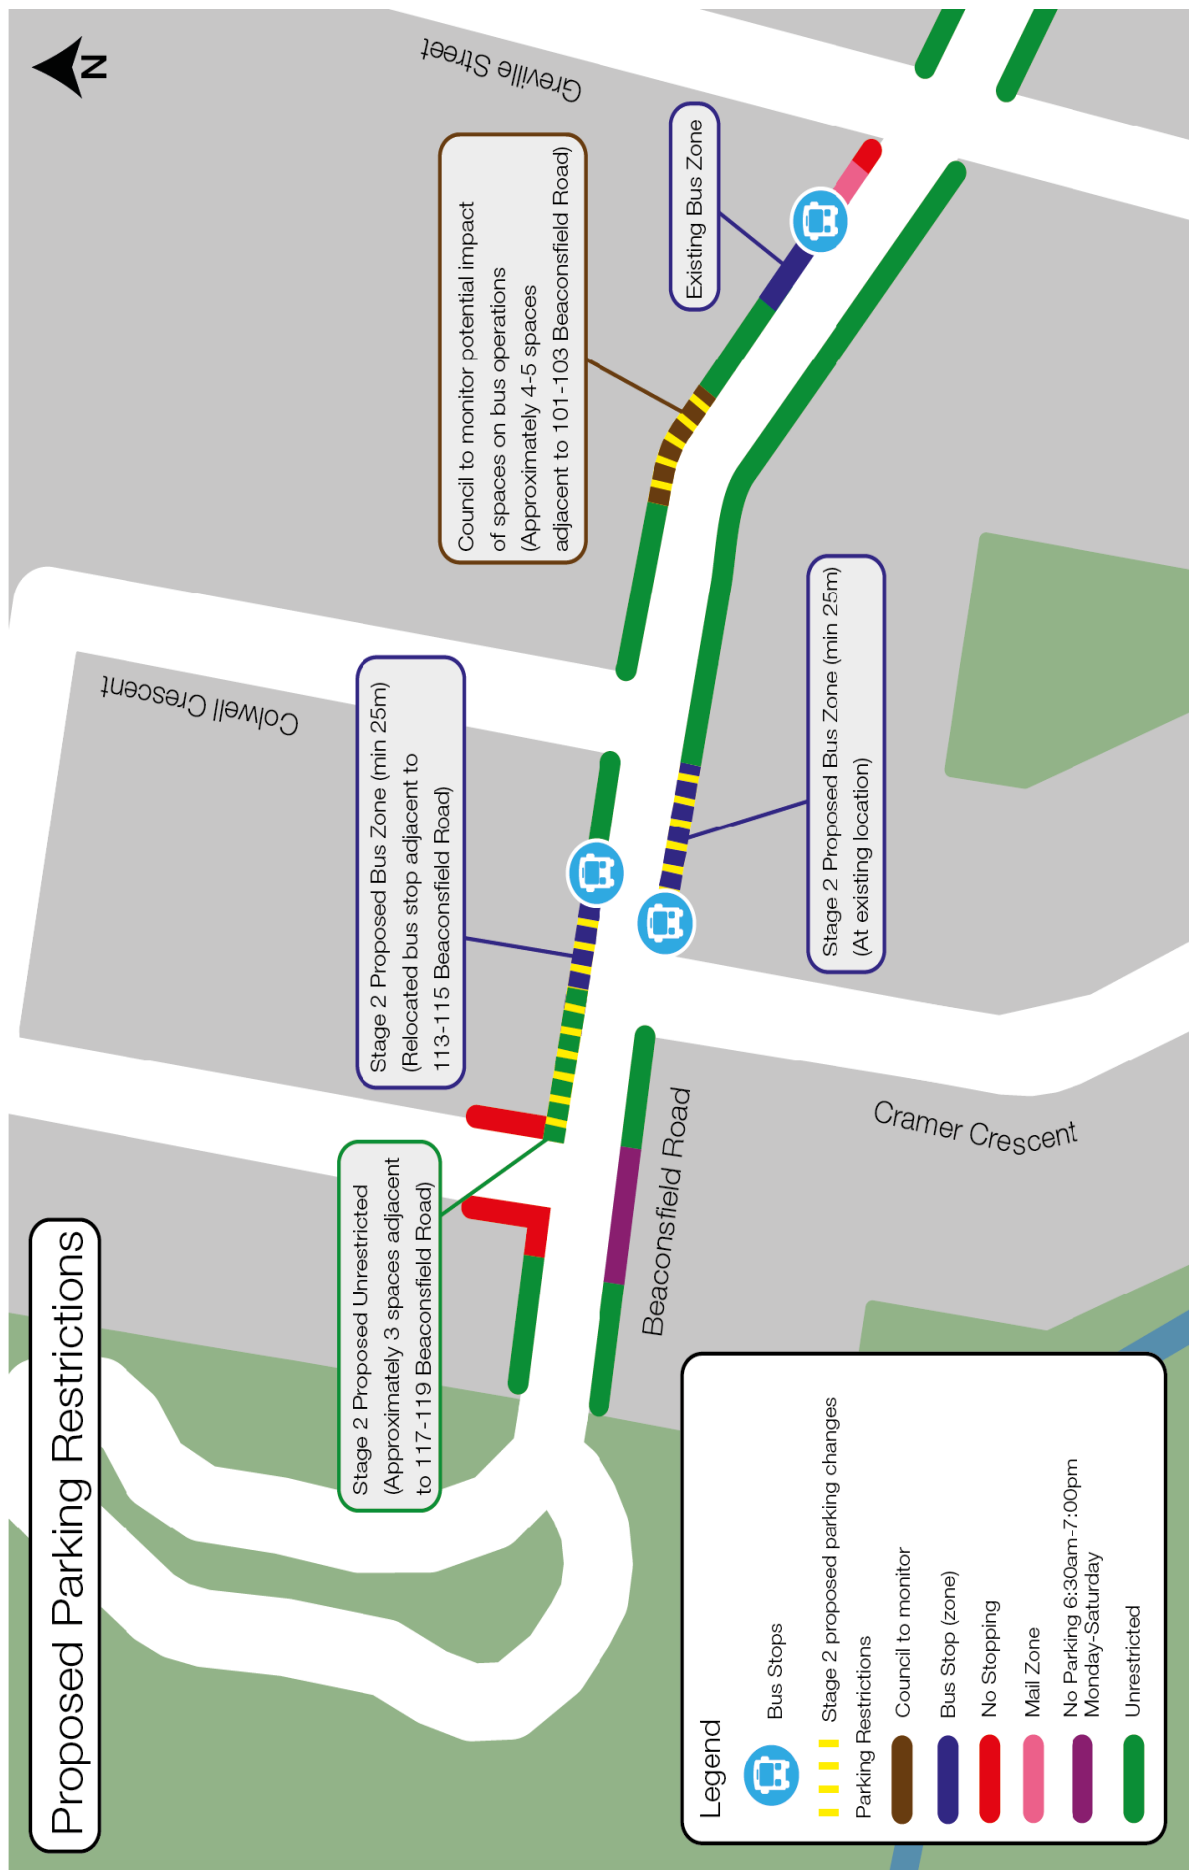 Proposed Parking Restrictions
N
Greville Street
Colwell Crescent
Cramer Crescent
Beaconsfield Road
Stage 2 Proposed Unrestricted
(Approximately 3 spaces adjacent
to 117-119 Beaconsfield Road)
Stage 2 Proposed Bus Zone (min 25m)
(Relocated bus stop adjacent to
113-115 Beaconsfield Road)
Council to monitor potential impact
of spaces on bus operations
(Approximately 4-5 spaces
adjacent to 101-103 Beaconsfield Road)
Existing Bus Zone
Stage 2 Proposed Bus Zone (min 25m)
(At existing location)
Legend
Bus Stops
Stage 2 proposed parking changes
Parking Restrictions
Council to monitor
Bus Stop (zone)
No Stopping
Mail Zone
No Parking 6:30am-7:00pm
Monday-Saturday
Unrestricted